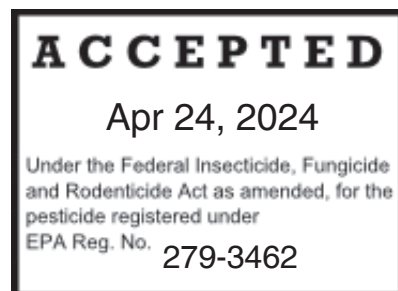 ACCEPTED
Apr 24, 2024
Under the Federal Insecticide, Fungicide
and Rodenticide Act as amended, for the
pesticide registered under
EPA Reg. No. 279-3462